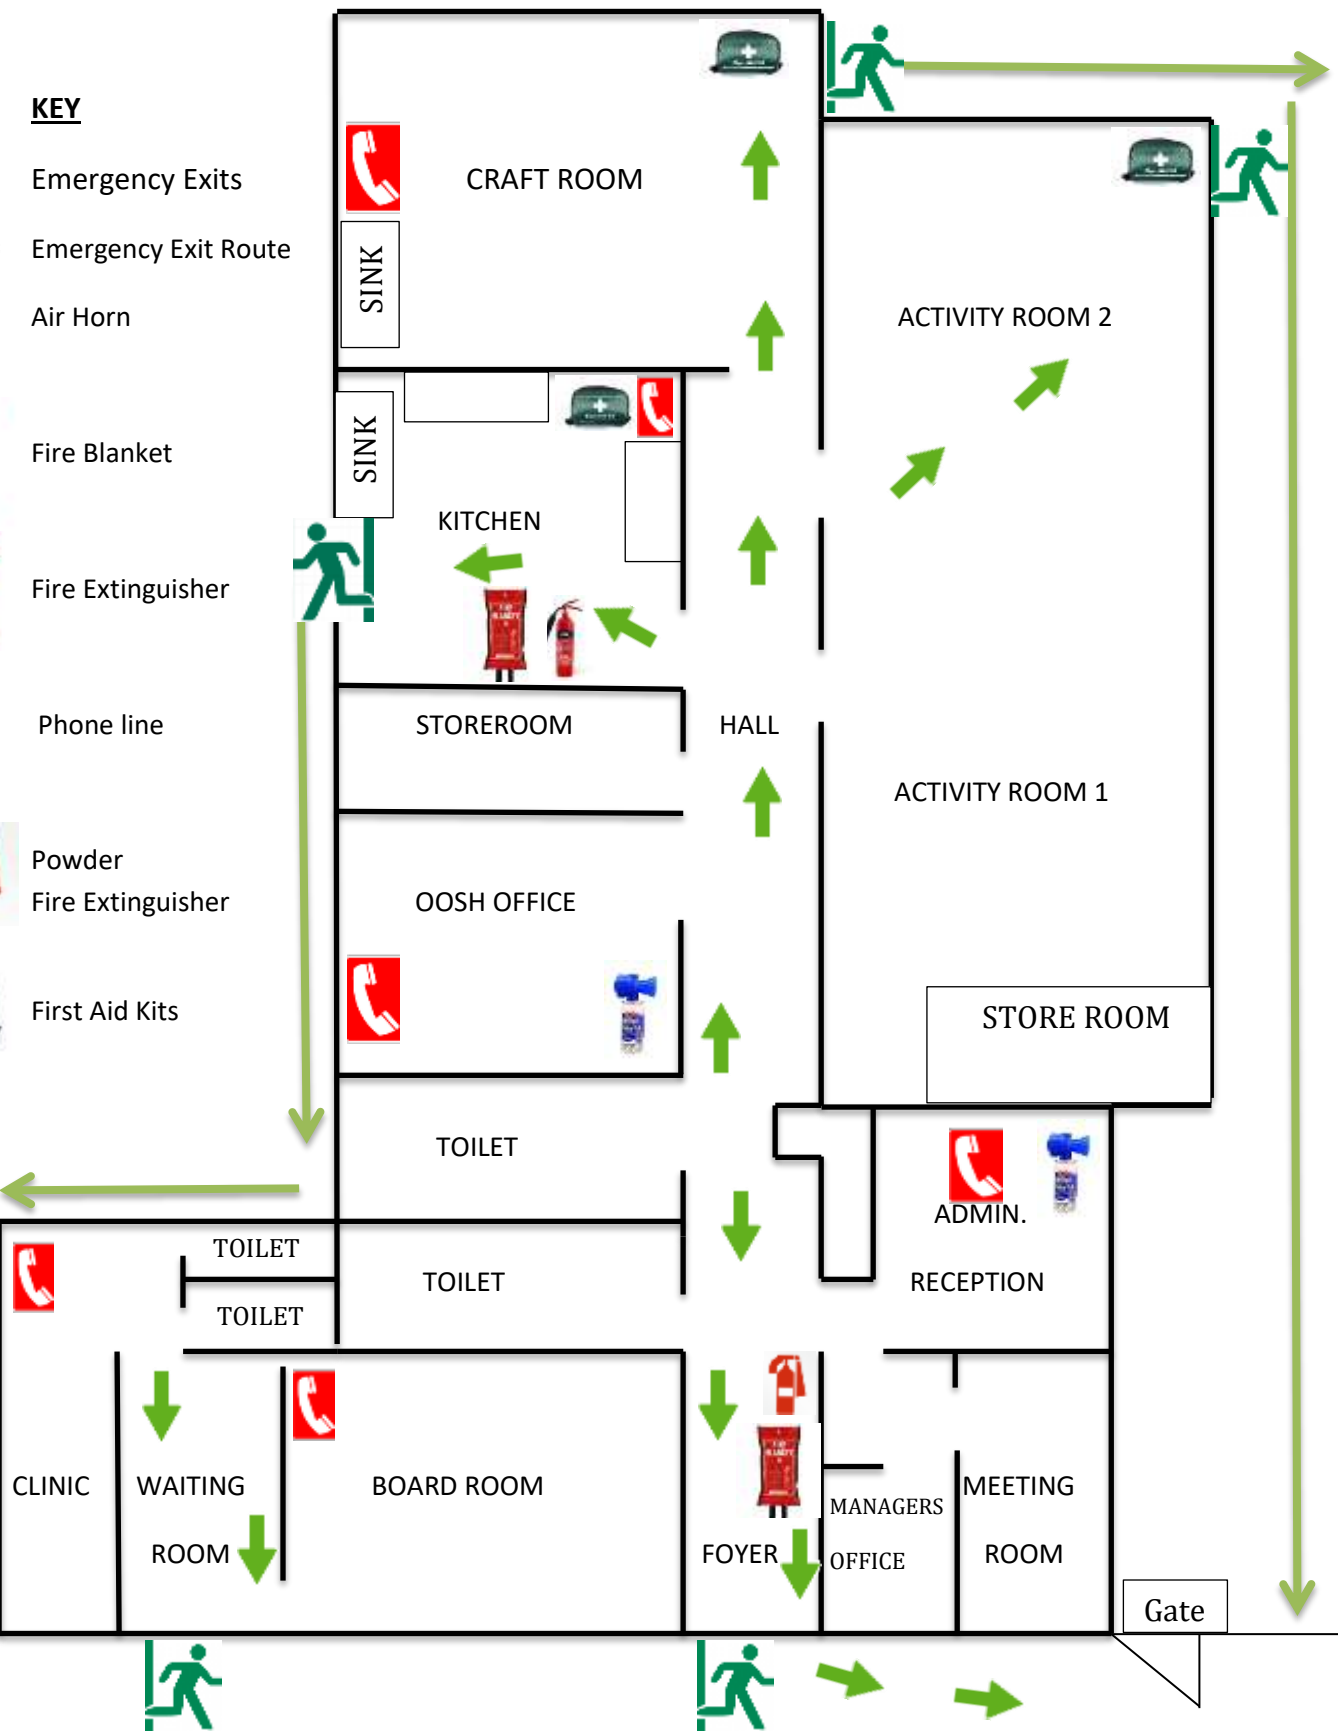 KEY
Emergency Exits
Emergency Exit Route
Air Horn
Fire Blanket
Fire Extinguisher
Phone line
Powder
Fire Extinguisher
First Aid Kits
CRAFT ROOM
SINK
ACTIVITY ROOM 2
SINK
KITCHEN
STOREROOM
HALL
ACTIVITY ROOM 1
OOSH OFFICE
STORE ROOM
TOILET
ADMIN.
RECEPTION
TOILET
TOILET
TOILET
CLINIC
WAITING
ROOM
BOARD ROOM
FOYER
MANAGERS
OFFICE
MEETING
ROOM
Gate